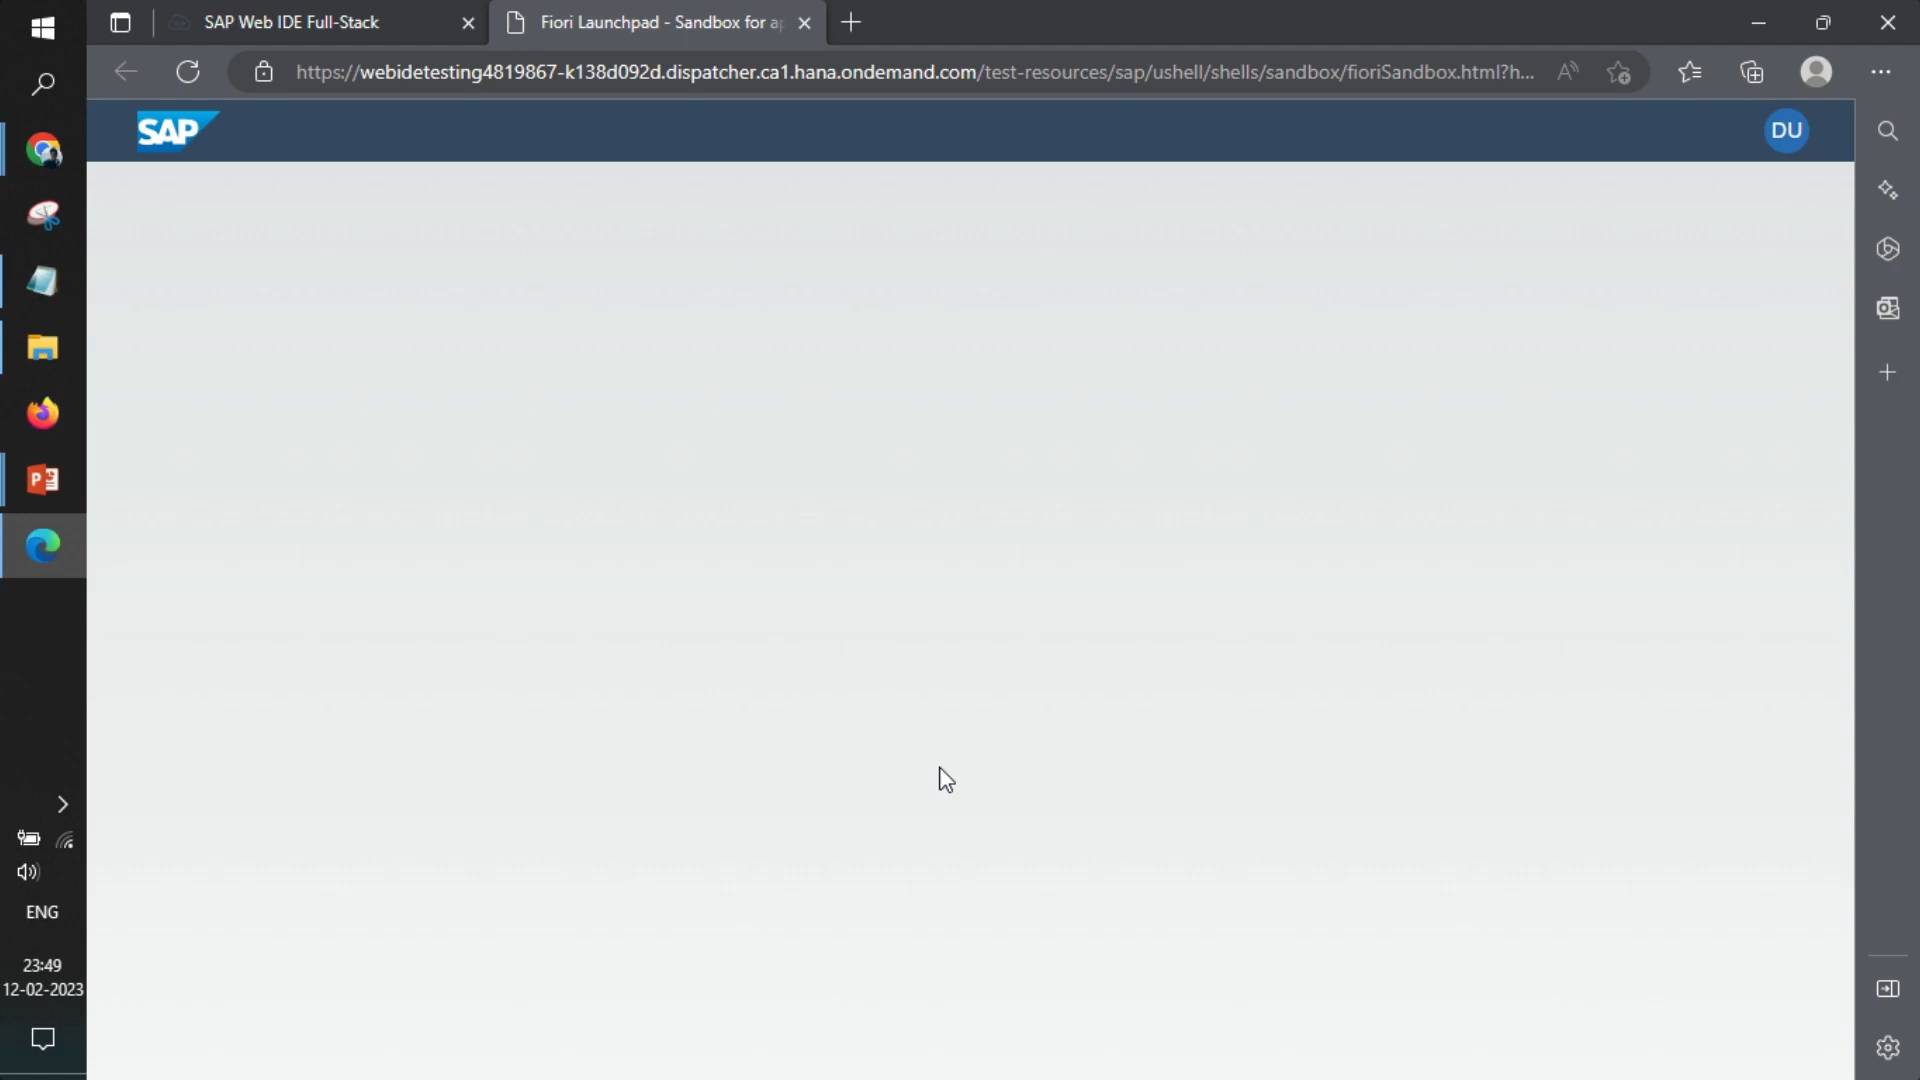 SAP Web IDE Full-Stack
Fiori Launchpad - Sandbox for a
https://webidetesting4819867-k138d092d.dispatcher.ca1.hana.ondemand.com/test-resources/sap/ushell/shells/sandbox/fioriSandbox.html?h...
SAP
DU
ENG
23:49
12-02-2023